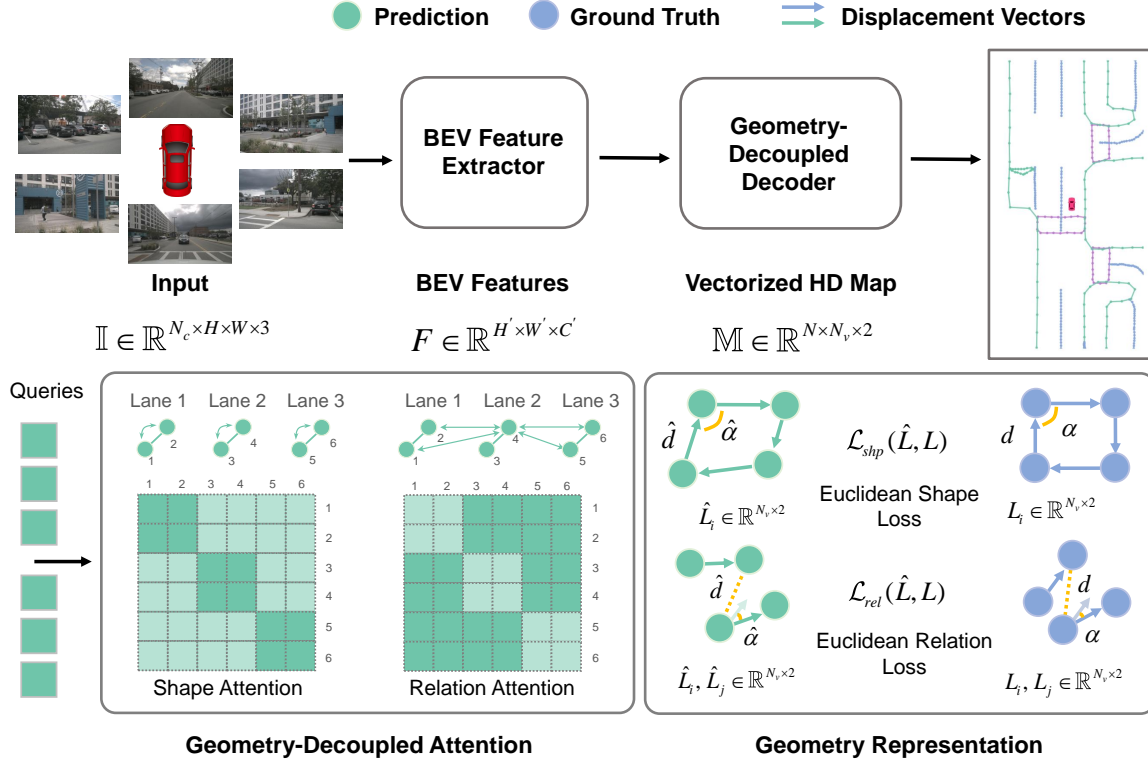 Prediction
Ground Truth
Displacement Vectors
BEV Feature
Extractor
Geometry-
Decoupled
Decoder
Input
BEV Features
Vectorized HD Map
𝕀 ∈ ℝ^{N_c×H×W×3}
F ∈ ℝ^{H'×W'×C'}
𝕄 ∈ ℝ^{N×N_v×2}
Queries
Lane 1 Lane 2 Lane 3
2 4 6
1 3 5
1 2 3 4 5 6
1
2
3
4
5
6
Shape Attention
Lane 1 Lane 2 Lane 3
2 4 6
1 3 5
1 2 3 4 5 6
1
2
3
4
5
6
Relation Attention
d̂ α̂
ℒ_{shp}(L̂, L)
d α
Euclidean Shape
Loss
L̂_i ∈ ℝ^{N_v×2}
L_i ∈ ℝ^{N_v×2}
d̂ α̂
ℒ_{rel}(L̂, L)
d α
Euclidean Relation
Loss
L̂_i, L̂_j ∈ ℝ^{N_v×2}
L_i, L_j ∈ ℝ^{N_v×2}
Geometry-Decoupled Attention
Geometry Representation